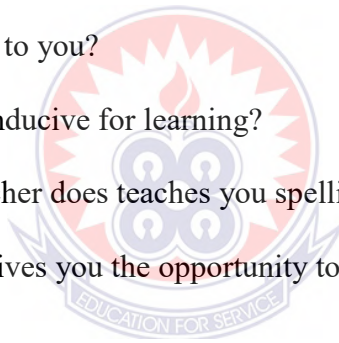 to you?
nducive for learning?
her does teaches you spelli
ives you the opportunity to
EDUCATION FOR SERVICE